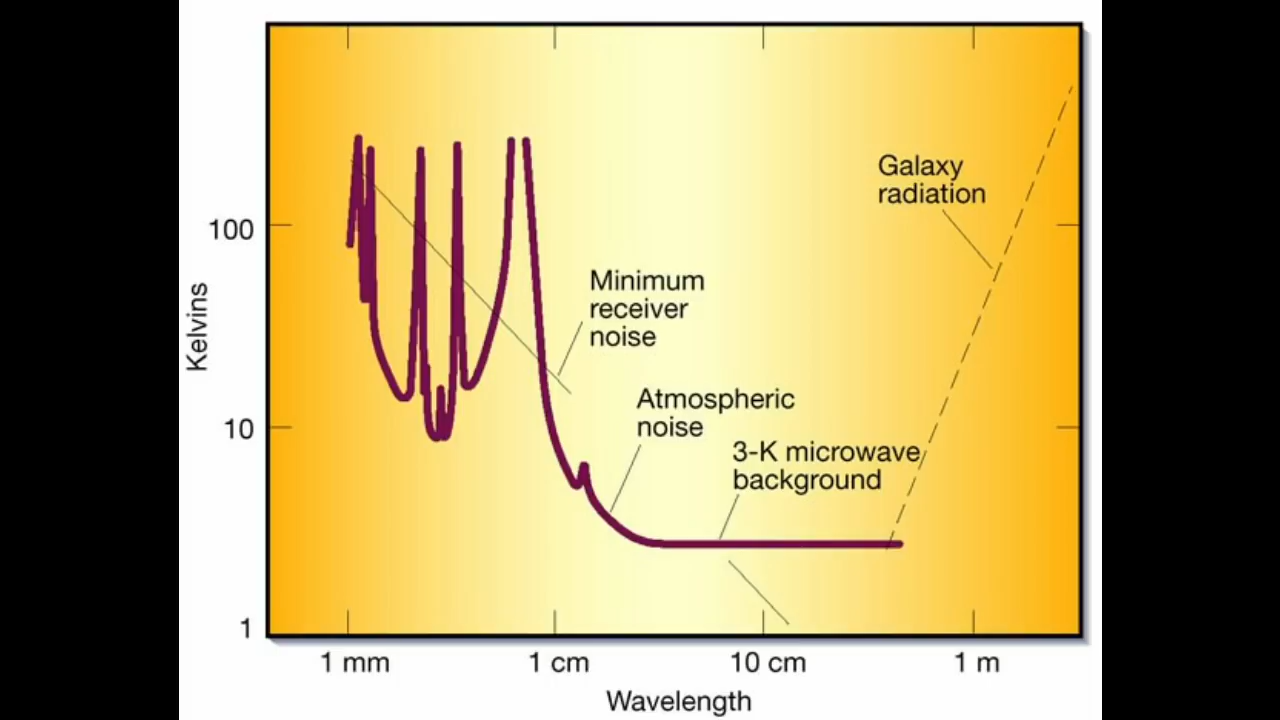 Galaxy
radiation
100
Minimum
receiver
noise
Kelvins
Atmospheric
noise
10
3-K microwave
background
1
1 mm
1 cm
10 cm
1 m
Wavelength